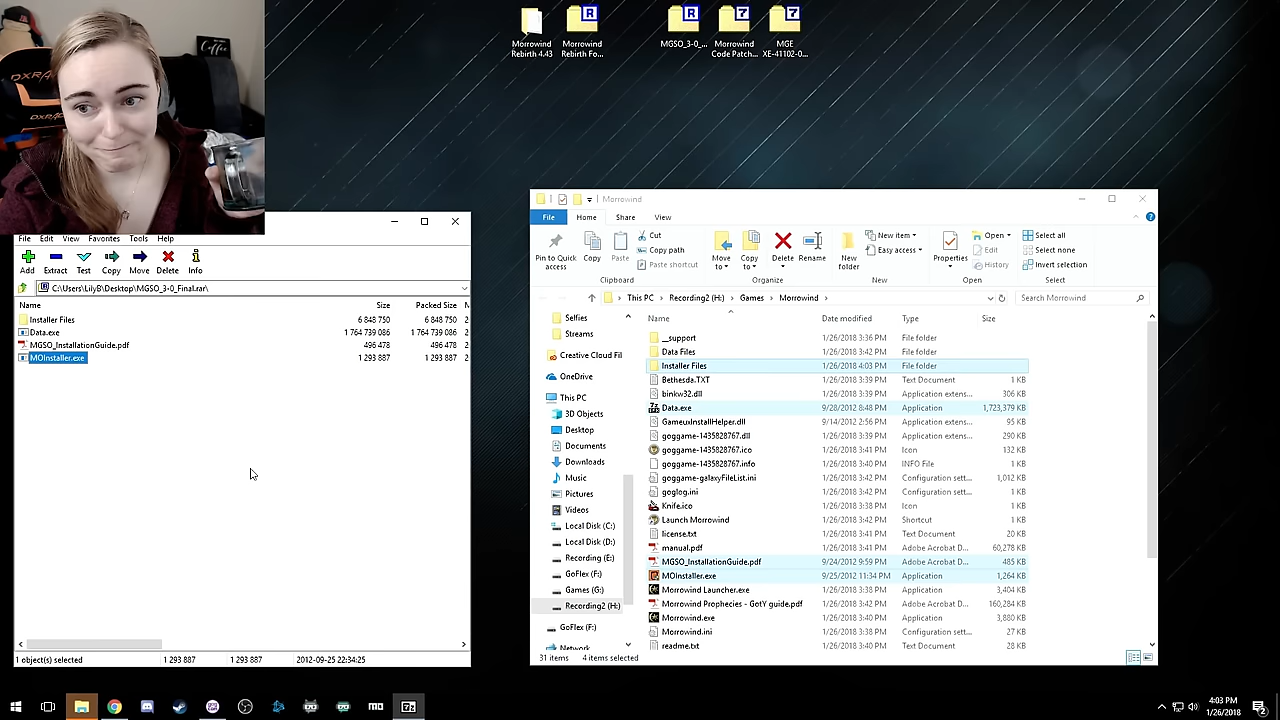 Coffee
DXRACER
Morrowind
Rebirth 4.43
Morrowind
Rebirth Fo...
MGSO_3-0_...
Morrowind
Code Patch...
MGE
XE-41102-0...
File Edit View Favorites Tools Help
Add Extract Test Copy Move Delete Info
C:\Users\LilyB\Desktop\MGSO_3-0_Final.rar\
Name Size Packed Size
Installer Files 6 848 750 6 848 750 2
Data.exe 1 764 739 086 1 764 739 086 2
MGSO_InstallationGuide.pdf 496 478 496 478 2
MOInstaller.exe 1 293 887 1 293 887 2
1 object(s) selected 1 293 887 1 293 887 2012-09-25 22:34:25
Morrowind
File Home Share View
Pin to Quick access
Copy
Paste
Cut
Copy path
Paste shortcut
Clipboard
Move to
Copy to
Delete
Rename
Organize
New folder
New item
Easy access
New
Properties
Open
Edit
History
Open
Select all
Select none
Invert selection
Select
This PC > Recording2 (H:) > Games > Morrowind >
Search Morrowind
Selfies
Streams
Creative Cloud Fil
OneDrive
This PC
3D Objects
Desktop
Documents
Downloads
Music
Pictures
Videos
Local Disk (C:)
Local Disk (D:)
Recording (E:)
GoFlex (F:)
Games (G:)
Recording2 (H:)
GoFlex (F:)
Network
Name Date modified Type Size
__support 1/26/2018 3:36 PM File folder
Data Files 1/26/2018 3:42 PM File folder
Installer Files 1/26/2018 4:03 PM File folder
Bethesda.TXT 1/26/2018 3:39 PM Text Document 1 KB
binkw32.dll 1/26/2018 3:39 PM Application extens... 306 KB
Data.exe 9/28/2012 8:48 PM Application 1,723,379 KB
GameuxInstallHelper.dll 9/14/2012 2:56 PM Application extens... 95 KB
goggame-1435828767.dll 1/26/2018 3:39 PM Application extens... 290 KB
goggame-1435828767.ico 1/26/2018 3:41 PM Icon 132 KB
goggame-1435828767.info 1/26/2018 3:42 PM INFO File 1 KB
goggame-galaxyFileList.ini 1/26/2018 3:42 PM Configuration sett... 1,012 KB
goglog.ini 1/26/2018 3:42 PM Configuration sett... 1 KB
Knife.ico 1/26/2018 3:38 PM Icon 1 KB
Launch Morrowind 1/26/2018 3:42 PM Shortcut 1 KB
license.txt 1/26/2018 3:41 PM Text Document 20 KB
manual.pdf 1/26/2018 3:41 PM Adobe Acrobat D... 60,278 KB
MGSO_InstallationGuide.pdf 9/24/2012 9:59 PM Adobe Acrobat D... 485 KB
MOInstaller.exe 9/25/2012 11:34 PM Application 1,264 KB
Morrowind Launcher.exe 1/26/2018 3:38 PM Application 3,404 KB
Morrowind Prophecies - GotY guide.pdf 1/26/2018 3:42 PM Adobe Acrobat D... 160,284 KB
Morrowind.exe 1/26/2018 3:40 PM Application 3,880 KB
Morrowind.ini 1/26/2018 3:38 PM Configuration sett... 27 KB
readme.txt 1/26/2018 3:40 PM Text Document 28 KB
31 items 4 items selected
4:03 PM
1/26/2018